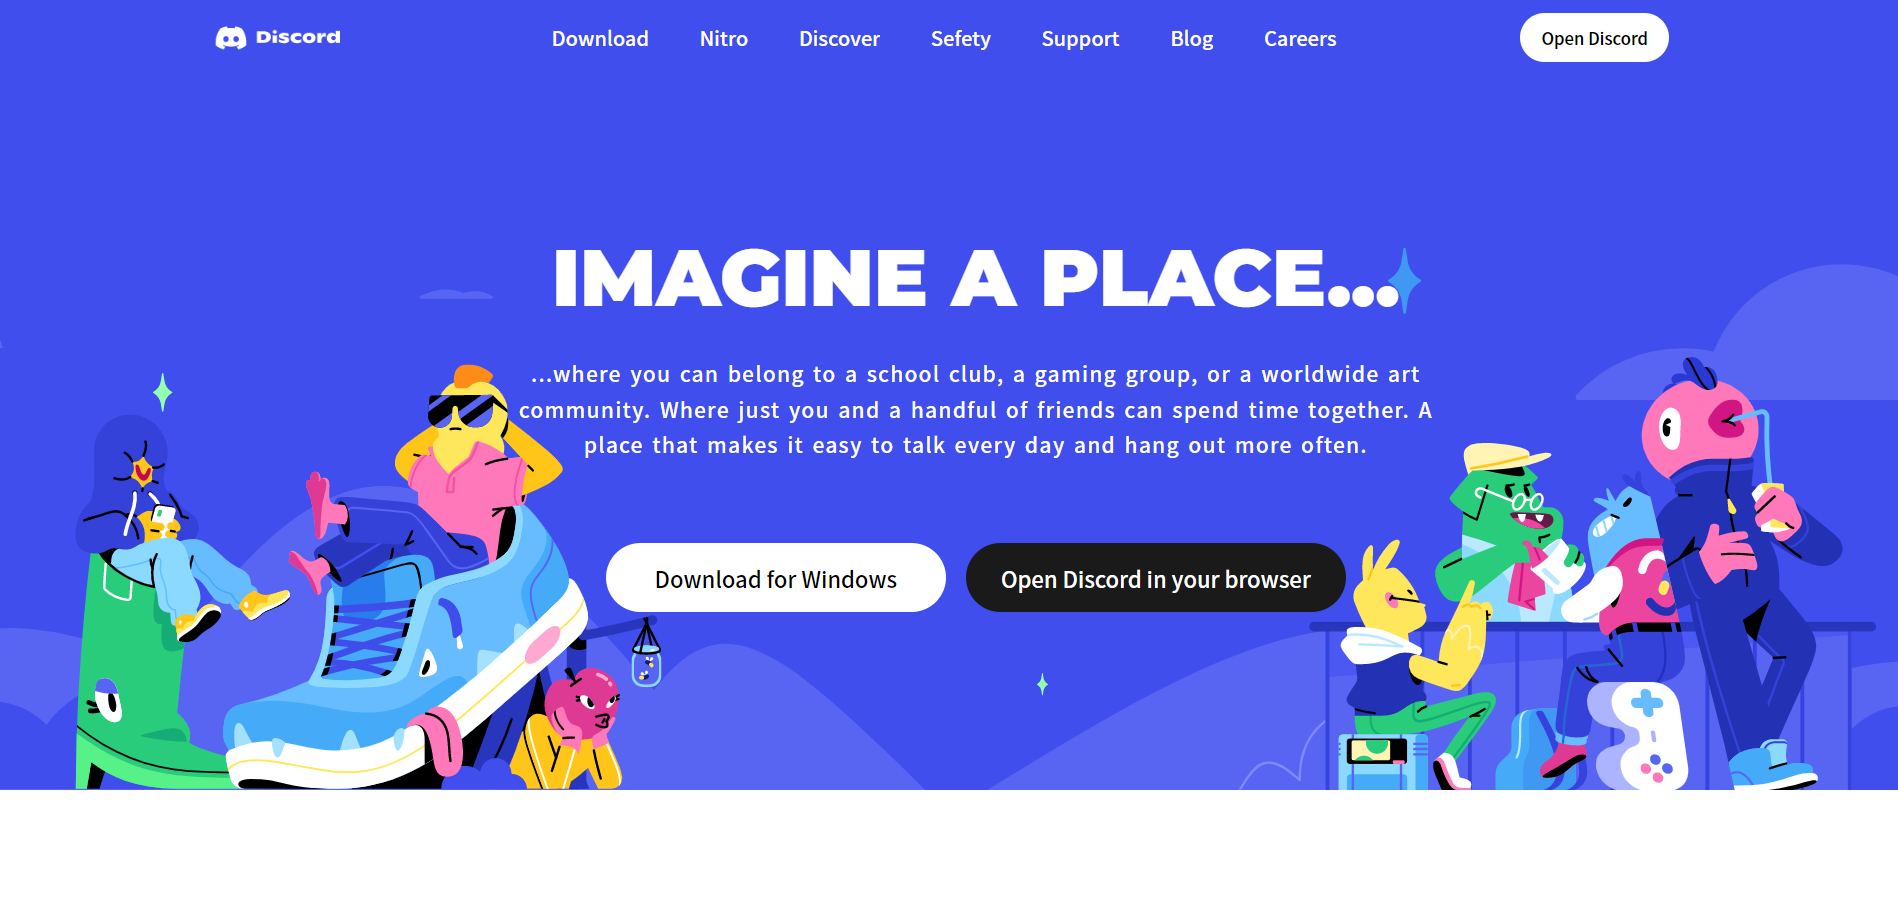 Discord
Download Nitro Discover Sefety Support Blog Careers
Open Discord
IMAGINE A PLACE...
...where you can belong to a school club, a gaming group, or a worldwide art
community. Where just you and a handful of friends can spend time together. A
place that makes it easy to talk every day and hang out more often.
Download for Windows
Open Discord in your browser